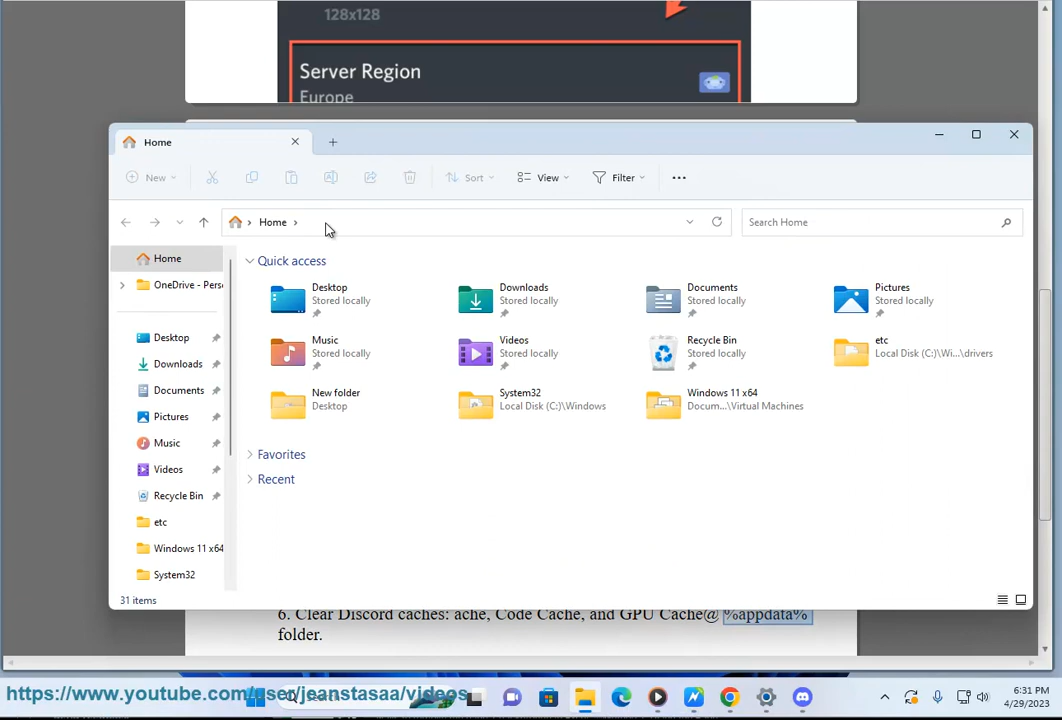 128x128
Server Region
Europe
Home
New
Sort
View
Filter
Home
Search Home
Home
OneDrive - Pers
Desktop
Downloads
Documents
Pictures
Music
Videos
Recycle Bin
etc
Windows 11 x64
System32
Quick access
Desktop
Stored locally
Downloads
Stored locally
Documents
Stored locally
Pictures
Stored locally
Music
Stored locally
Videos
Stored locally
Recycle Bin
Stored locally
etc
Local Disk (C:)\Wi...\drivers
New folder
Desktop
System32
Local Disk (C:)\Windows
Windows 11 x64
Docum...\Virtual Machines
Favorites
Recent
31 items
6. Clear Discord caches: ache, Code Cache, and GPU Cache@ %appdata%
folder.
https://www.youtube.com/user/jeanstasaa/videos
6:31 PM
4/29/2023